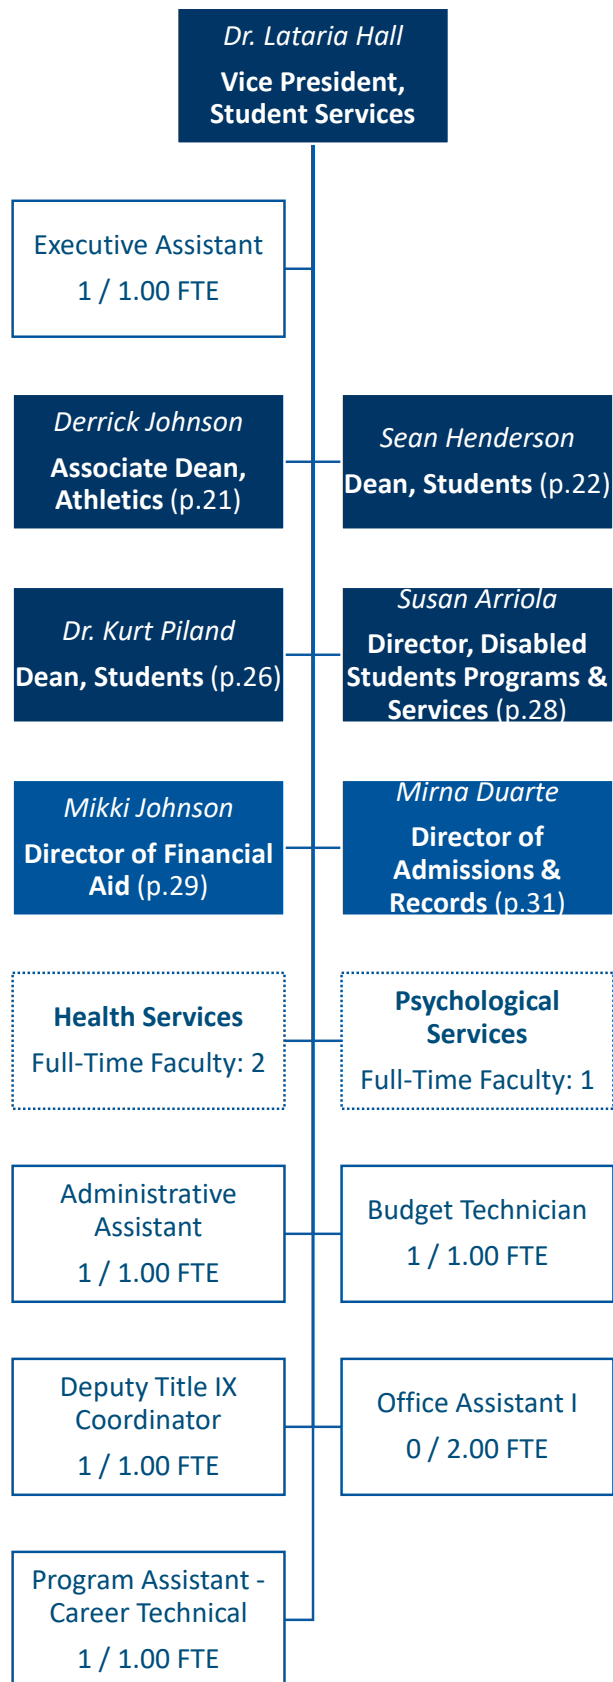 Dr. Lataria Hall
Vice President,
Student Services
Executive Assistant
1 / 1.00 FTE
Derrick Johnson
Associate Dean,
Athletics (p.21)
Sean Henderson
Dean, Students (p.22)
Dr. Kurt Piland
Dean, Students (p.26)
Susan Arriola
Director, Disabled
Students Programs &
Services (p.28)
Mikki Johnson
Director of Financial
Aid (p.29)
Mirna Duarte
Director of
Admissions &
Records (p.31)
Health Services
Full-Time Faculty: 2
Psychological
Services
Full-Time Faculty: 1
Administrative
Assistant
1 / 1.00 FTE
Budget Technician
1 / 1.00 FTE
Deputy Title IX
Coordinator
1 / 1.00 FTE
Office Assistant I
0 / 2.00 FTE
Program Assistant -
Career Technical
1 / 1.00 FTE